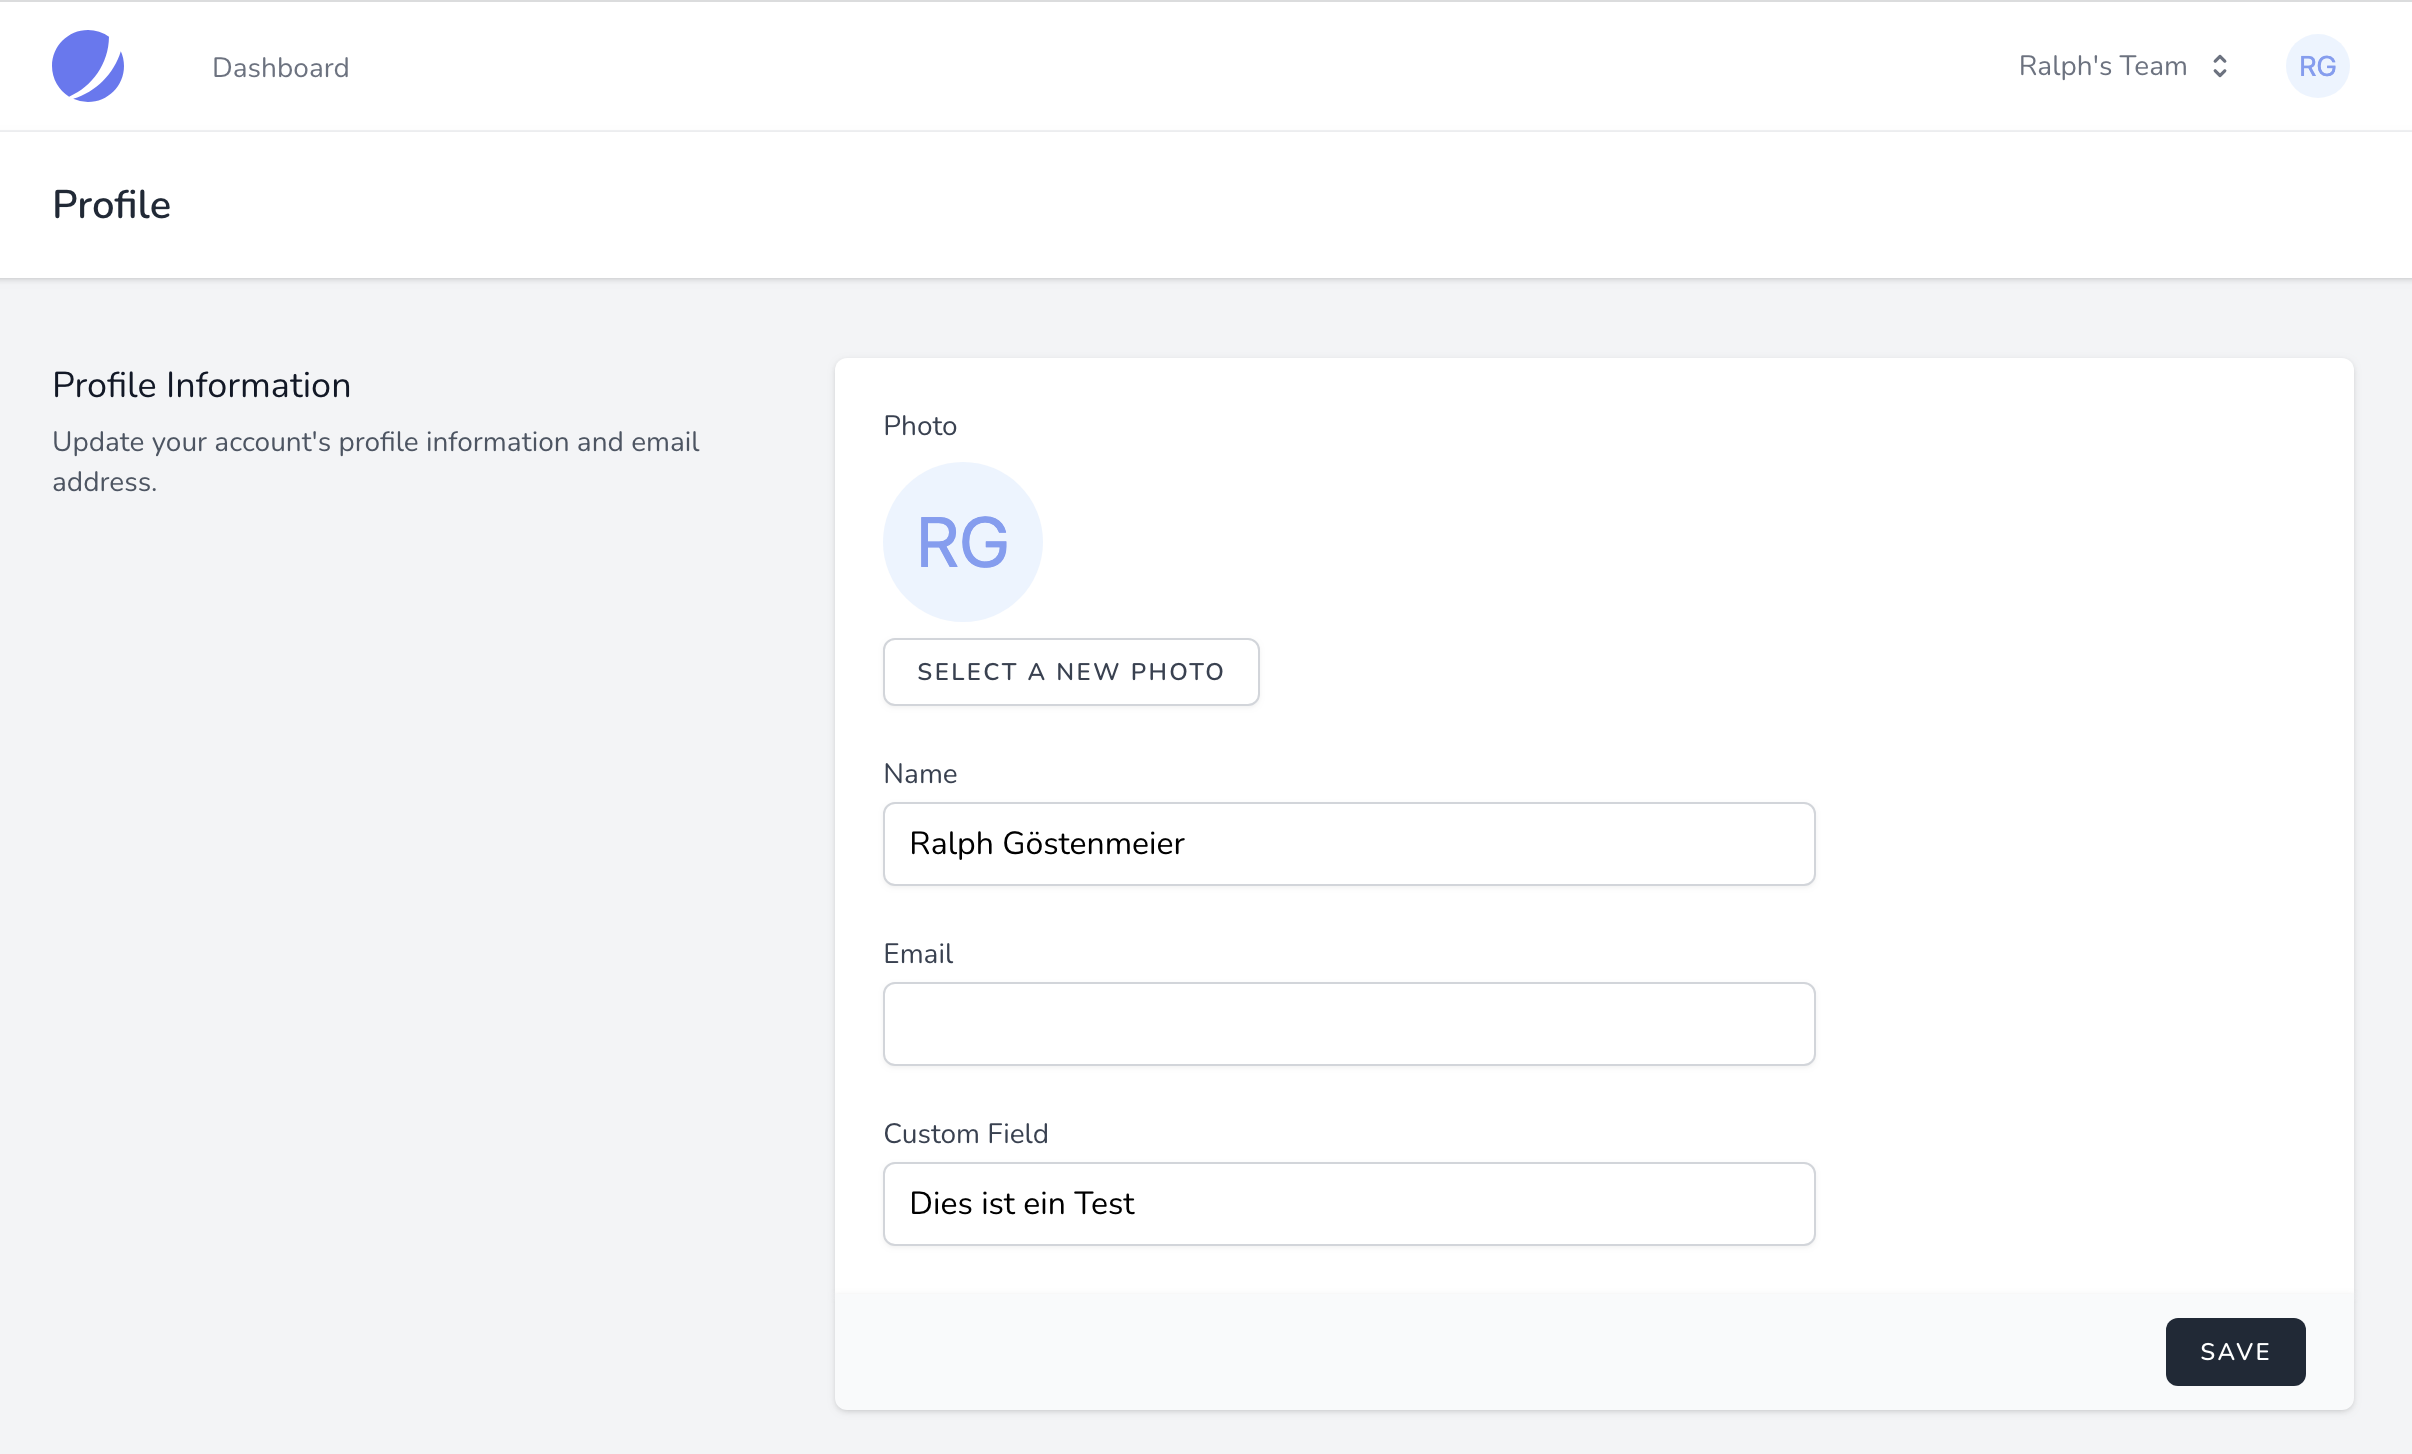 Dashboard
Ralph's Team
RG
Profile
Profile Information
Update your account's profile information and email
address.
Photo
RG
SELECT A NEW PHOTO
Name
Ralph Göstenmeier
Email
Custom Field
Dies ist ein Test
SAVE